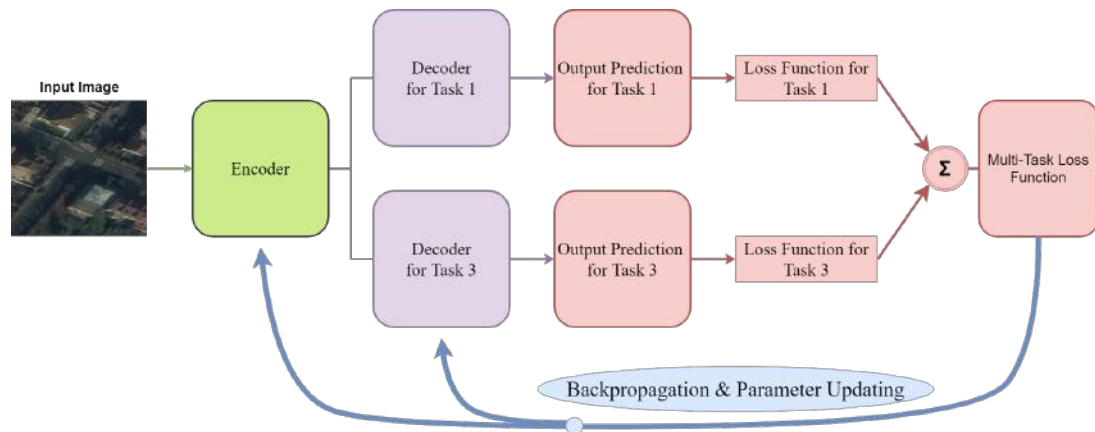 Input Image
Encoder
Decoder
for Task 1
Output Prediction
for Task 1
Loss Function for
Task 1
Σ
Multi-Task Loss
Function
Decoder
for Task 3
Output Prediction
for Task 3
Loss Function for
Task 3
Backpropagation & Parameter Updating